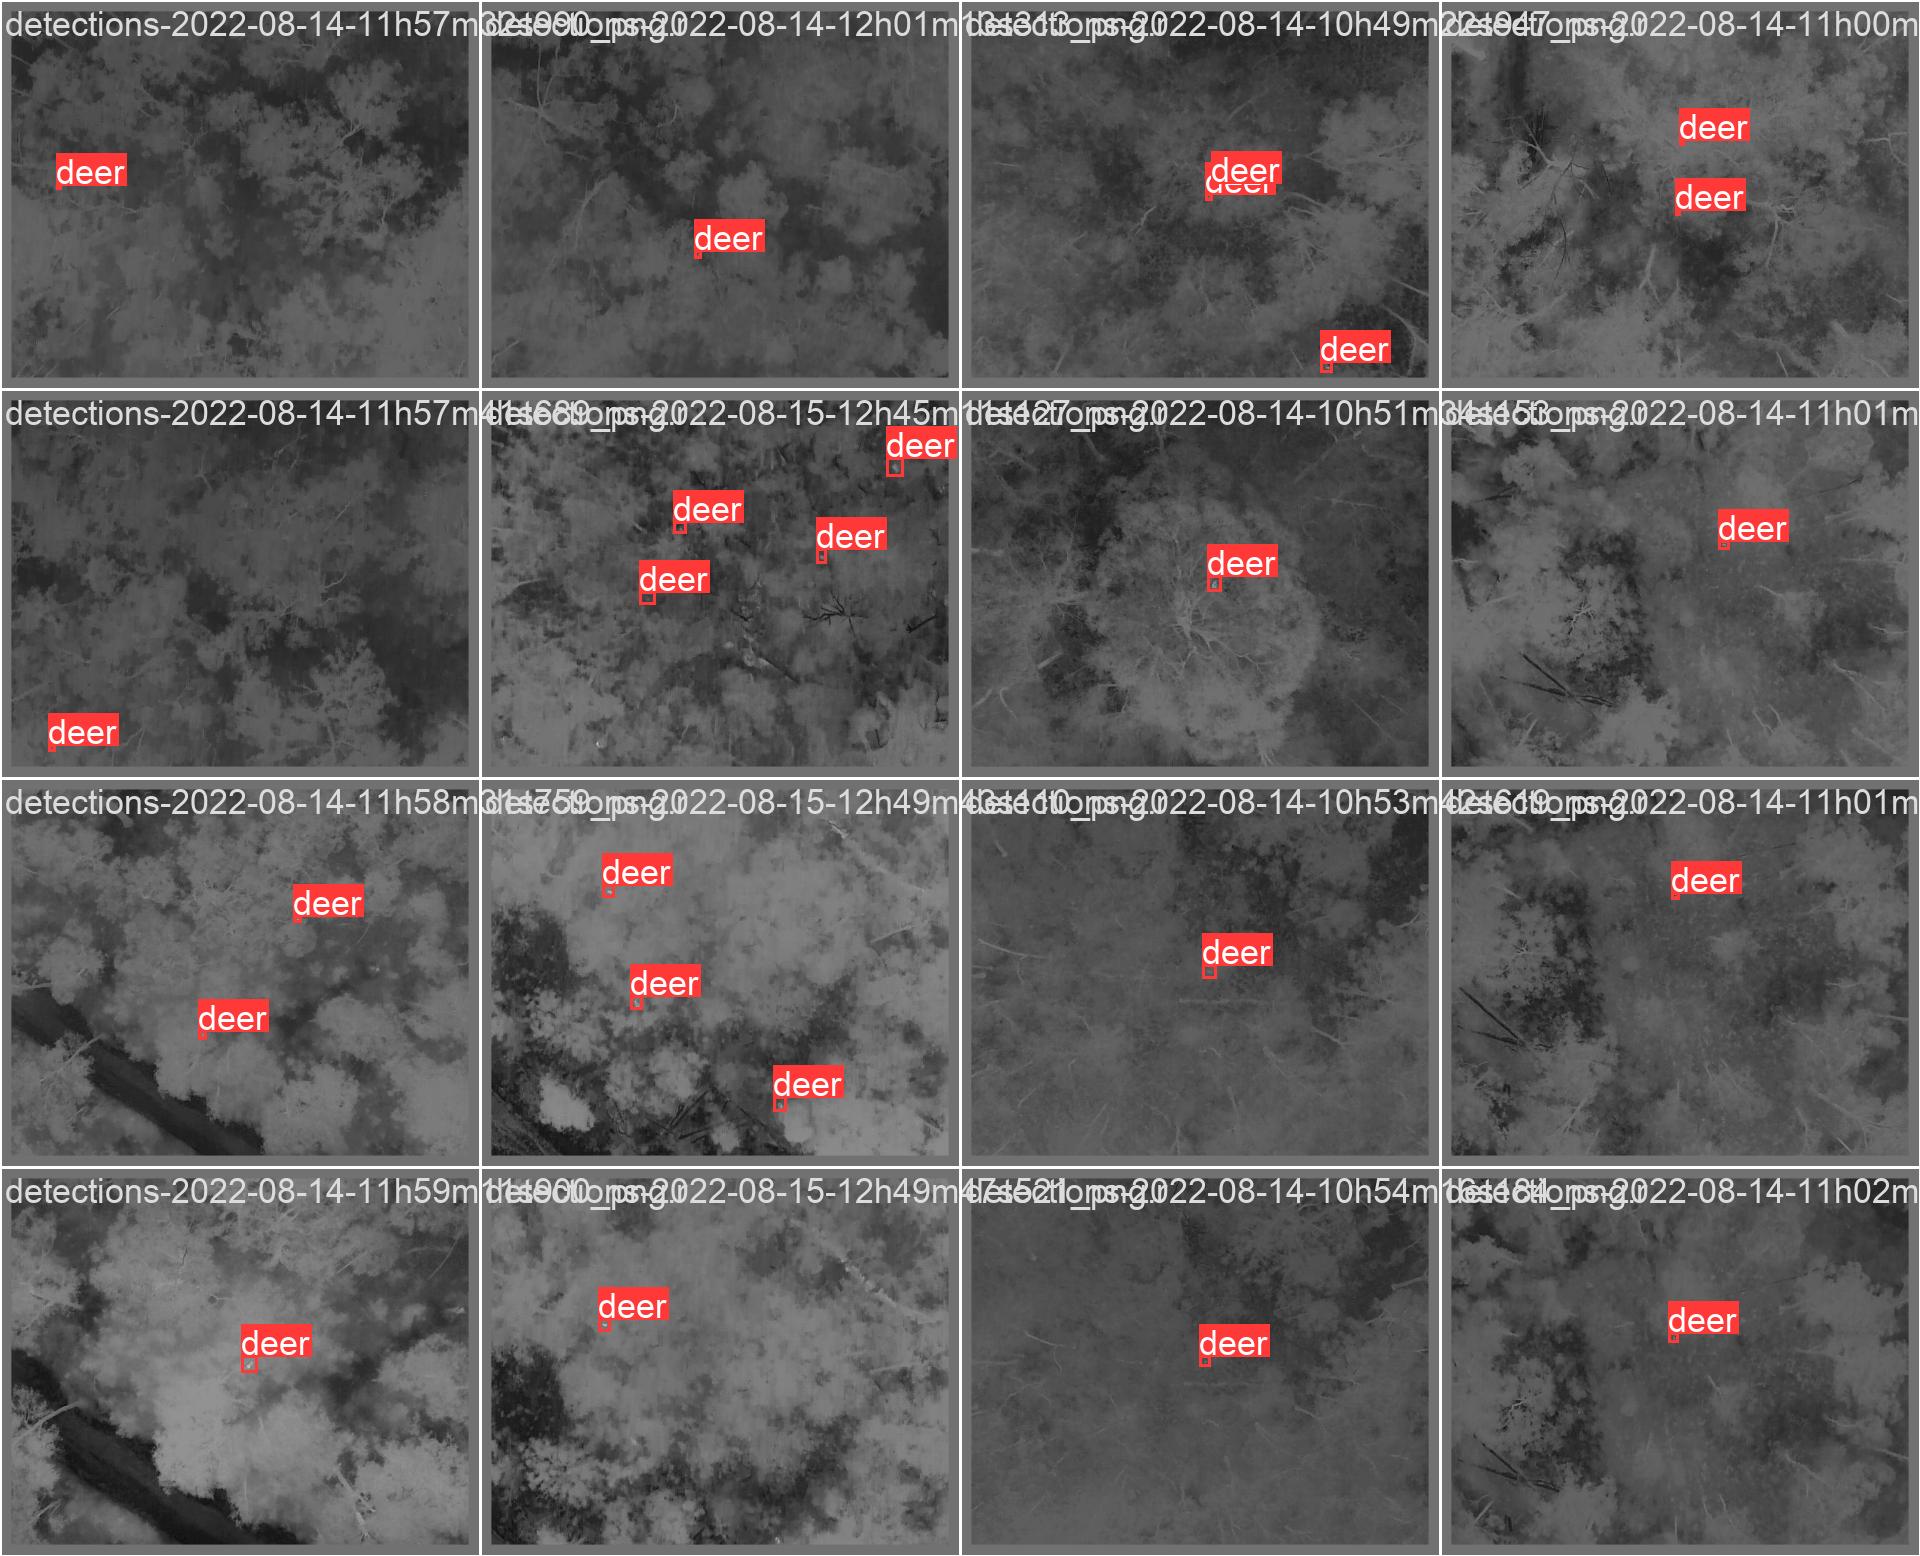 detections-2022-08-14-11h57m
detections-2022-08-14-12h01m
detections-2022-08-14-10h49m
detections-2022-08-14-11h00m
deer
deer
deer
deer
deer
deer
deer
detections-2022-08-14-11h57m
detections-2022-08-15-12h45m
detections-2022-08-14-10h51m
detections-2022-08-14-11h01m
deer
deer
deer
deer
deer
deer
deer
detections-2022-08-14-11h58m
detections-2022-08-15-12h49m
detections-2022-08-14-10h53m
detections-2022-08-14-11h01m
deer
deer
deer
deer
deer
deer
deer
detections-2022-08-14-11h59m
detections-2022-08-15-12h49m
detections-2022-08-14-10h54m
detections-2022-08-14-11h02m
deer
deer
deer
deer